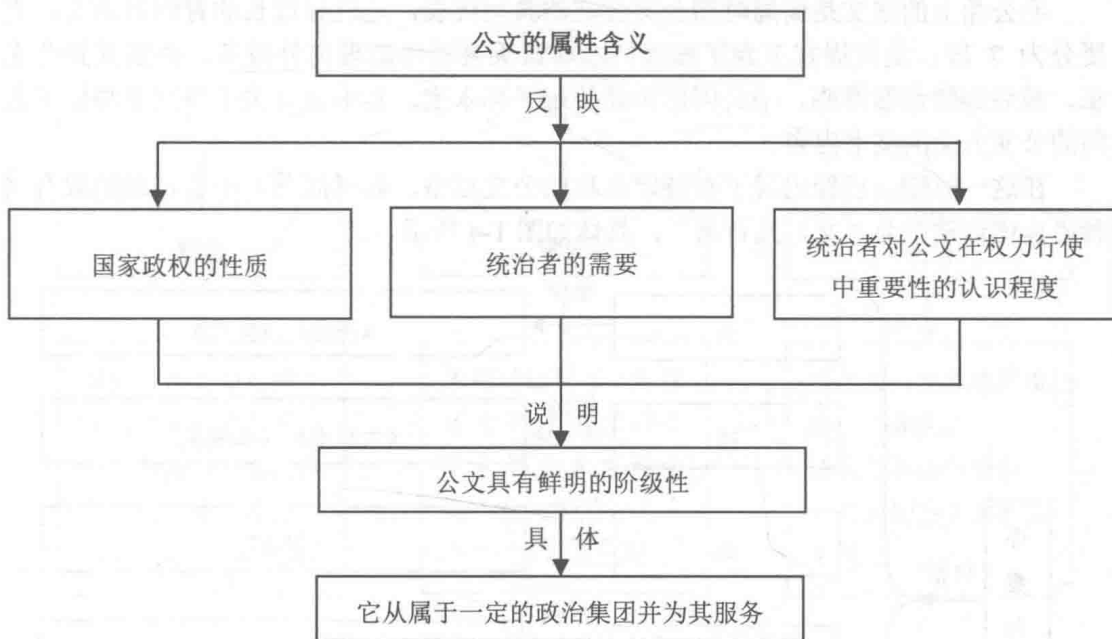 公文的属性含义
反 映
国家政权的性质
统治者的需要
统治者对公文在权力行使
中重要性的认识程度
说 明
公文具有鲜明的阶级性
具 体
它从属于一定的政治集团并为其服务